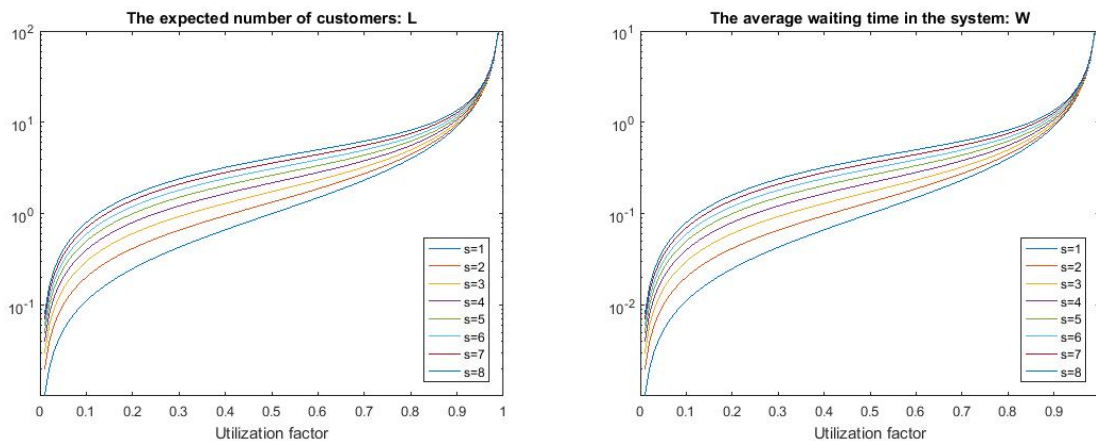 The expected number of customers: L
10^2
10^1
10^0
10^-1
0 0.1 0.2 0.3 0.4 0.5 0.6 0.7 0.8 0.9 1
Utilization factor
s=1
s=2
s=3
s=4
s=5
s=6
s=7
s=8
The average waiting time in the system: W
10^1
10^0
10^-1
10^-2
0 0.1 0.2 0.3 0.4 0.5 0.6 0.7 0.8 0.9
Utilization factor
s=1
s=2
s=3
s=4
s=5
s=6
s=7
s=8